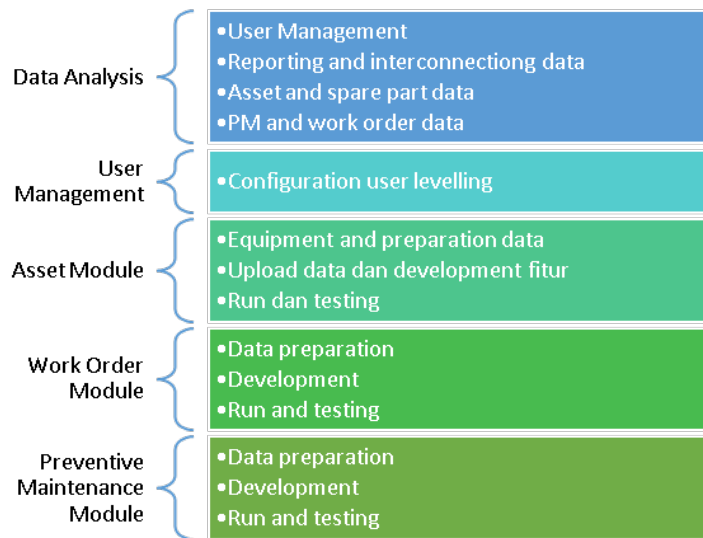 Data Analysis
•User Management
•Reporting and interconnectiong data
•Asset and spare part data
•PM and work order data
User
Management
•Configuration user levelling
Asset Module
•Equipment and preparation data
•Upload data dan development fitur
•Run dan testing
Work Order
Module
•Data preparation
•Development
•Run and testing
Preventive
Maintenance
Module
•Data preparation
•Development
•Run and testing